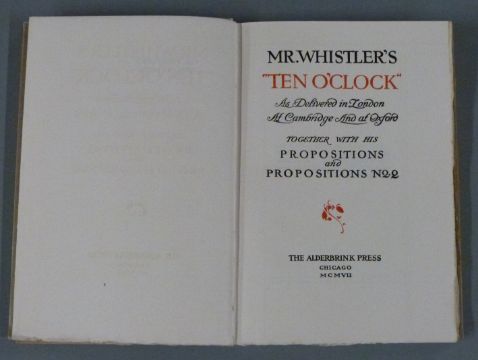 MR. WHISTLER'S
"TEN O'CLOCK"
As Delivered in London
At Cambridge And at Oxford
TOGETHER WITH HIS
PROPOSITIONS
and
PROPOSITIONS No 2
THE ALDERBRINK PRESS
CHICAGO
MCMVII